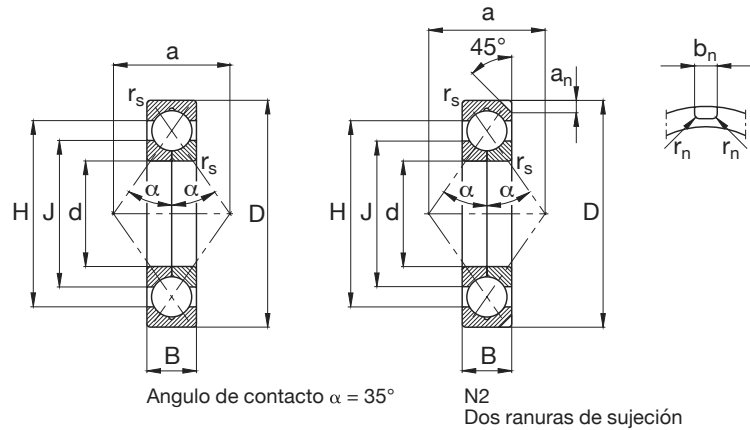 a
r_s
r_s
α α
H J d D
B
Angulo de contacto α = 35°
a
45°
a_n
r_s
r_s
α α
H J d D
B
N2
Dos ranuras de sujeción
b_n
r_n r_n